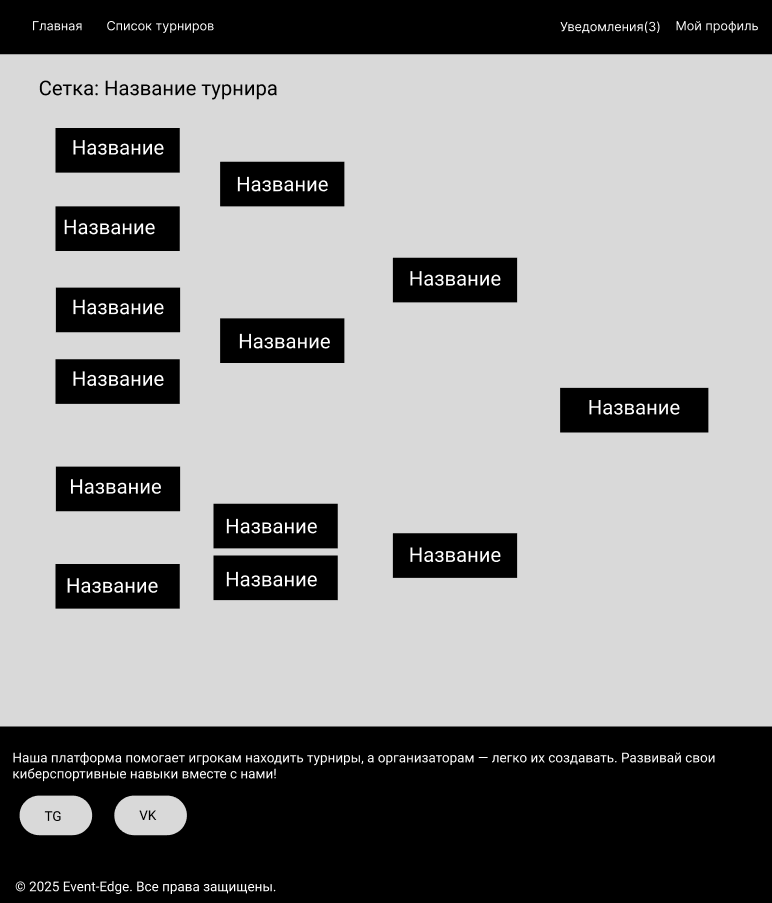 Главная
Список турниров
Уведомления(3)
Мой профиль
Сетка: Название турнира
Название
Название
Название
Название
Название
Название
Название
Название
Название
Название
Название
Название
Название
Наша платформа помогает игрокам находить турниры, а организаторам — легко их создавать. Развивай свои
киберспортивные навыки вместе с нами!
TG
VK
© 2025 Event-Edge. Все права защищены.